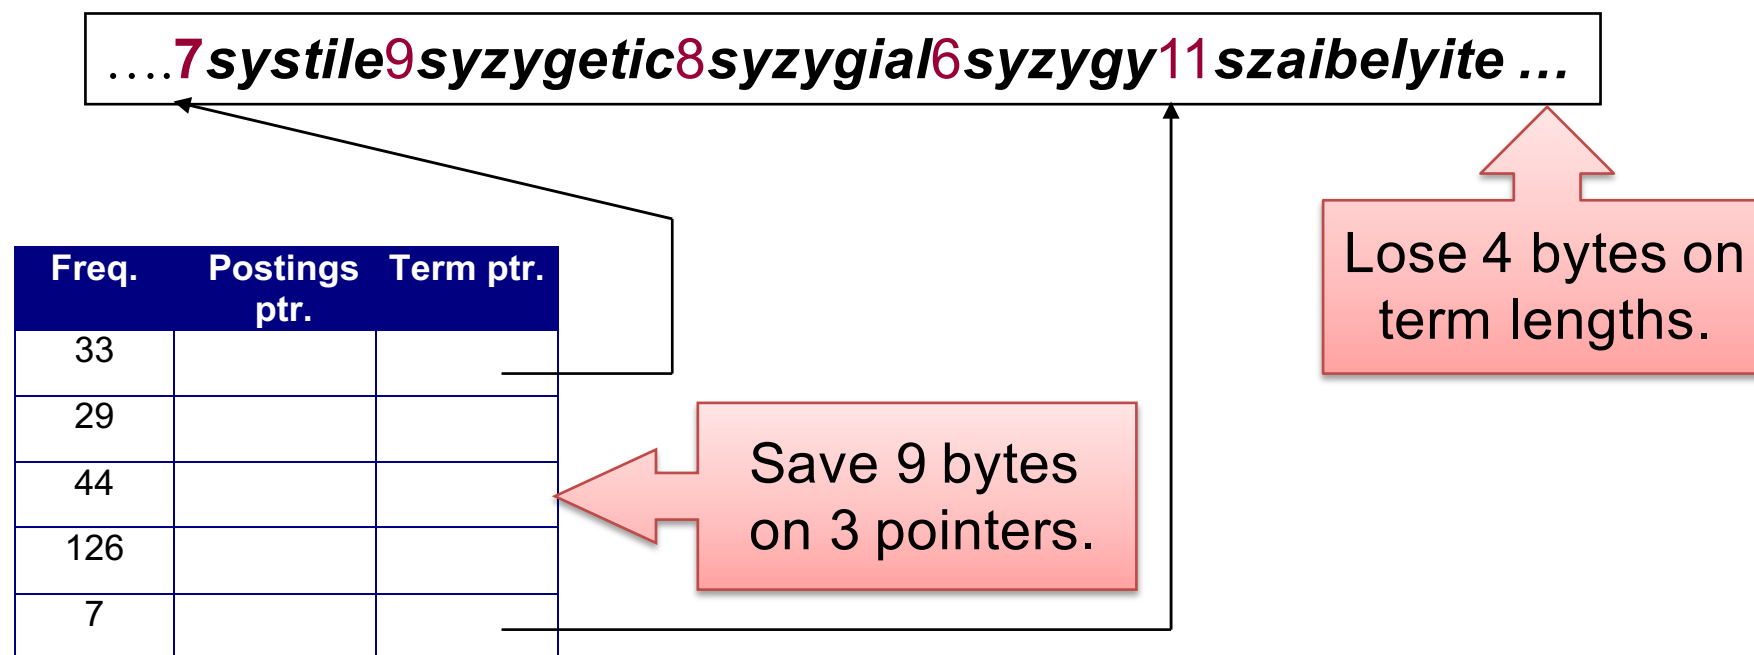 ....7systile9syzygetic8syzygial6syzygy11szaibelyite ...
Freq. Postings ptr. Term ptr.
33
29
44
126
7
Save 9 bytes
on 3 pointers.
Lose 4 bytes on
term lengths.